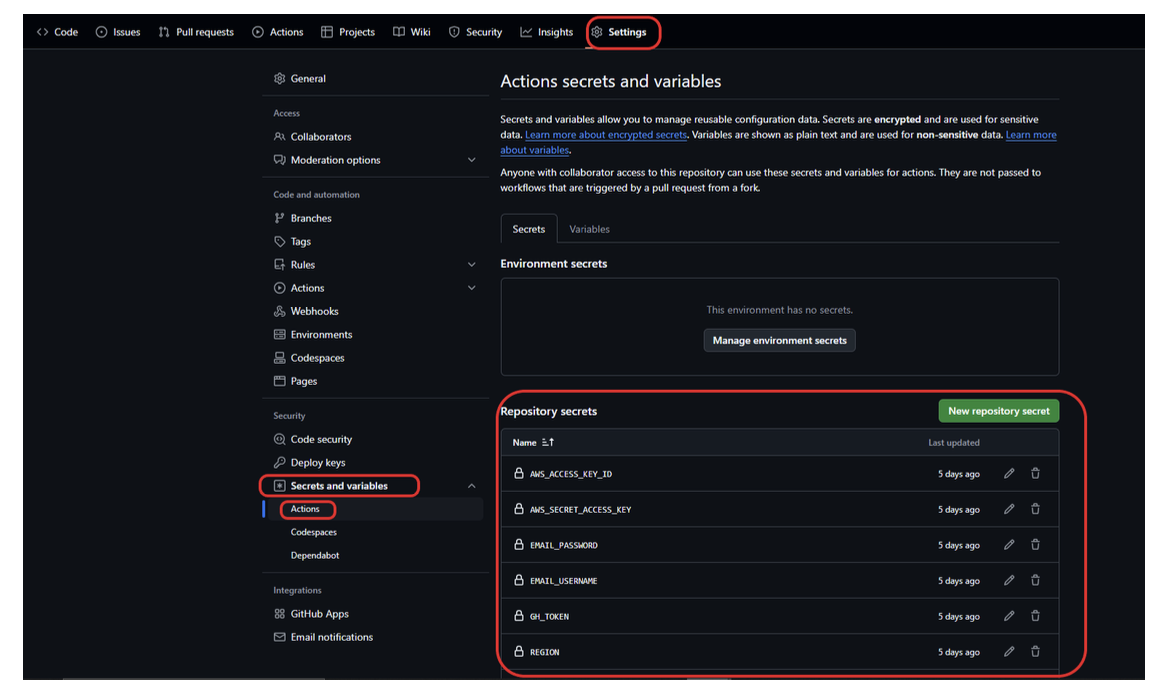 Code Issues Pull requests Actions Projects Wiki Security Insights Settings
General
Access
Collaborators
Moderation options
Code and automation
Branches
Tags
Rules
Actions
Webhooks
Environments
Codespaces
Pages
Security
Code security
Deploy keys
Secrets and variables
Actions
Codespaces
Dependabot
Integrations
GitHub Apps
Email notifications
Actions secrets and variables
Secrets and variables allow you to manage reusable configuration data. Secrets are encrypted and are used for sensitive
data. Learn more about encrypted secrets. Variables are shown as plain text and are used for non-sensitive data. Learn more
about variables.
Anyone with collaborator access to this repository can use these secrets and variables for actions. They are not passed to
workflows that are triggered by a pull request from a fork.
Secrets Variables
Environment secrets
This environment has no secrets.
Manage environment secrets
Repository secrets New repository secret
Name Last updated
AWS_ACCESS_KEY_ID 5 days ago
AWS_SECRET_ACCESS_KEY 5 days ago
EMAIL_PASSWORD 5 days ago
EMAIL_USERNAME 5 days ago
GH_TOKEN 5 days ago
REGION 5 days ago